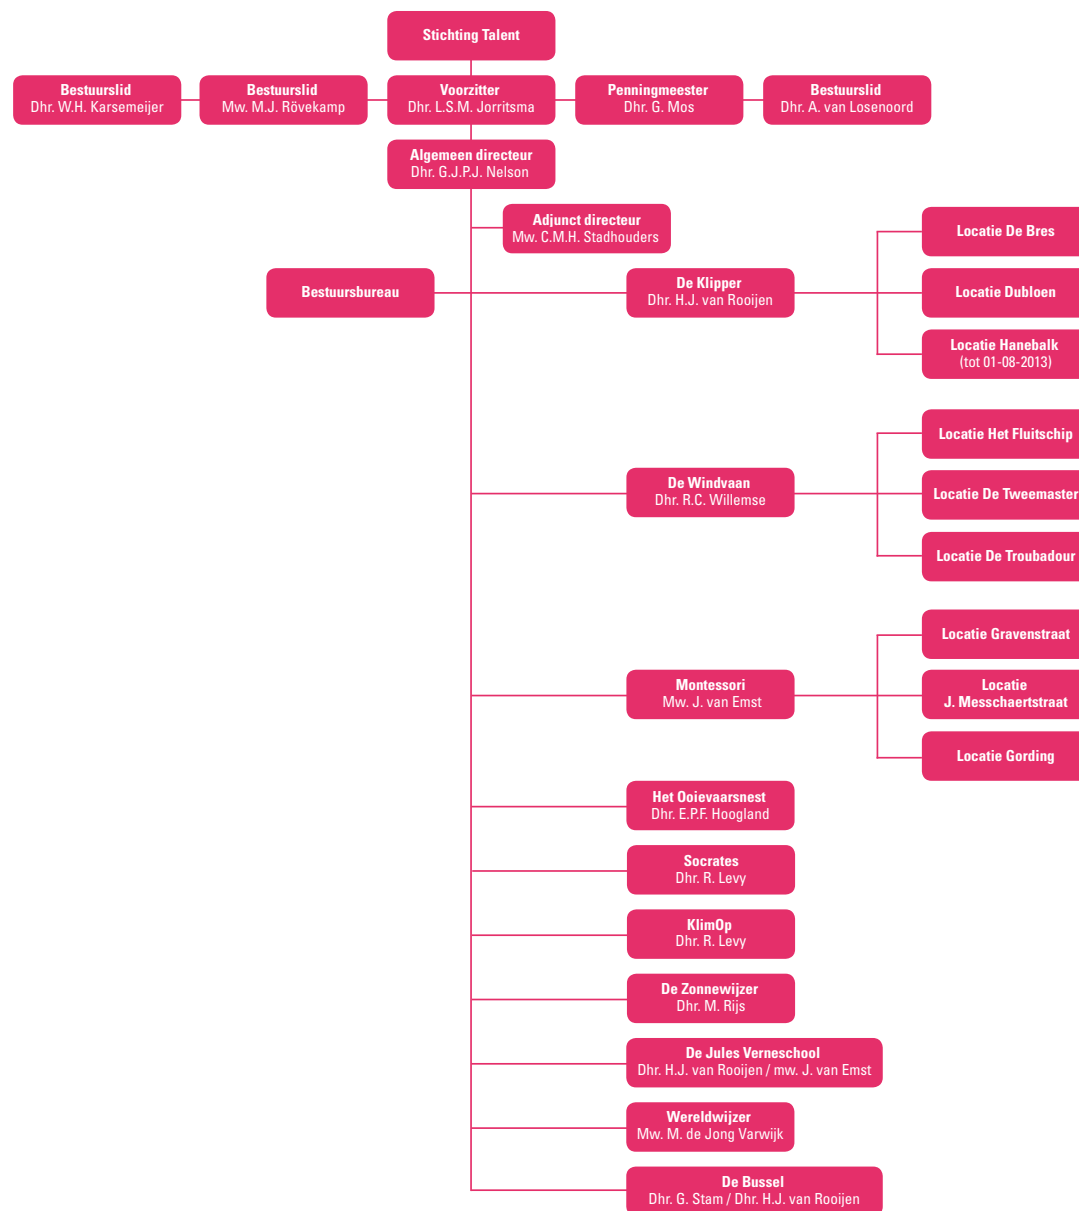 Stichting Talent
Bestuurslid
Dhr. W.H. Karsemeijer
Bestuurslid
Mw. M.J. Rövekamp
Voorzitter
Dhr. L.S.M. Jorritsma
Penningmeester
Dhr. G. Mos
Bestuurslid
Dhr. A. van Losenoord
Algemeen directeur
Dhr. G.J.P.J. Nelson
Adjunct directeur
Mw. C.M.H. Stadhouders
Bestuursbureau
De Klipper
Dhr. H.J. van Rooijen
Locatie De Bres
Locatie Dubloen
Locatie Hanebalk
(tot 01-08-2013)
De Windvaan
Dhr. R.C. Willemse
Locatie Het Fluitschip
Locatie De Tweemaster
Locatie De Troubadour
Montessori
Mw. J. van Emst
Locatie Gravenstraat
Locatie
J. Messchaertstraat
Locatie Gording
Het Ooievaarsnest
Dhr. E.P.F. Hoogland
Socrates
Dhr. R. Levy
KlimOp
Dhr. R. Levy
De Zonnewijzer
Dhr. M. Rijs
De Jules Verneschool
Dhr. H.J. van Rooijen / mw. J. van Emst
Wereldwijzer
Mw. M. de Jong Varwijk
De Bussel
Dhr. G. Stam / Dhr. H.J. van Rooijen